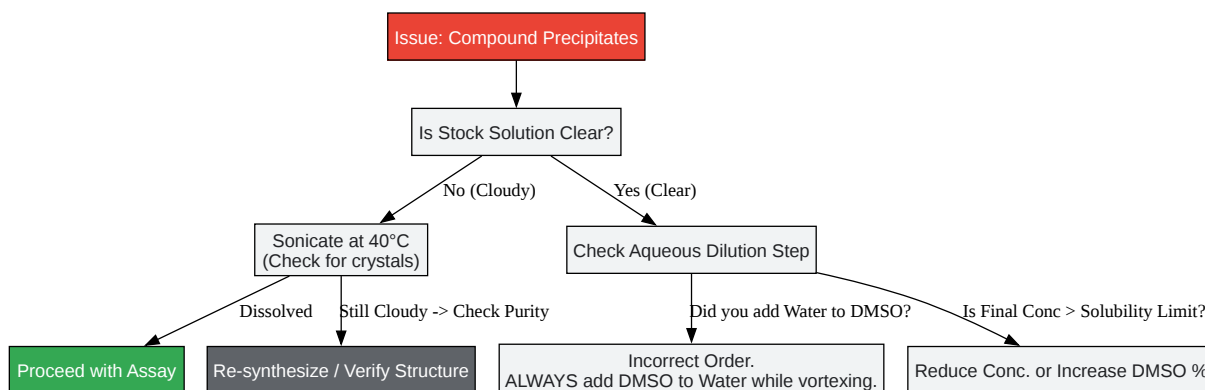 Issue: Compound Precipitates
Is Stock Solution Clear?
No (Cloudy)
Yes (Clear)
Sonicate at 40°C
(Check for crystals)
Check Aqueous Dilution Step
Dissolved
Still Cloudy -> Check Purity
Did you add Water to DMSO?
Is Final Conc > Solubility Limit?
Proceed with Assay
Re-synthesize / Verify Structure
Incorrect Order.
ALWAYS add DMSO to Water while vortexing.
Reduce Conc. or Increase DMSO %